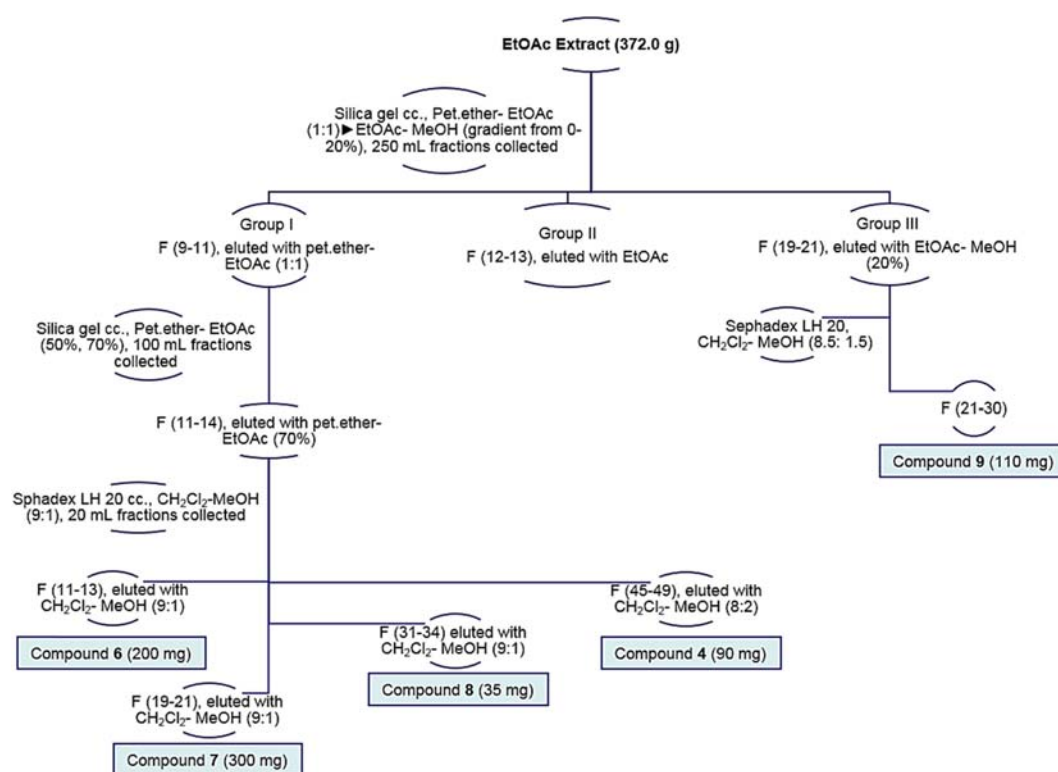 EtOAc Extract (372.0 g)
Silica gel cc., Pet.ether- EtOAc
(1:1)►EtOAc- MeOH (gradient from 0-
20%), 250 mL fractions collected
Group I
F (9-11), eluted with pet.ether-
EtOAc (1:1)
Group II
F (12-13), eluted with EtOAc
Group III
F (19-21), eluted with EtOAc- MeOH
(20%)
Silica gel cc., Pet.ether- EtOAc
(50%, 70%), 100 mL fractions
collected
Sephadex LH 20,
CH₂Cl₂- MeOH (8.5: 1.5)
F (11-14), eluted with pet.ether-
EtOAc (70%)
F (21-30)
Compound 9 (110 mg)
Sphadex LH 20 cc., CH₂Cl₂-MeOH
(9:1), 20 mL fractions collected
F (11-13), eluted with
CH₂Cl₂- MeOH (9:1)
Compound 6 (200 mg)
F (19-21), eluted with
CH₂Cl₂- MeOH (9:1)
Compound 7 (300 mg)
F (31-34) eluted with
CH₂Cl₂- MeOH (9:1)
Compound 8 (35 mg)
F (45-49), eluted with
CH₂Cl₂- MeOH (8:2)
Compound 4 (90 mg)